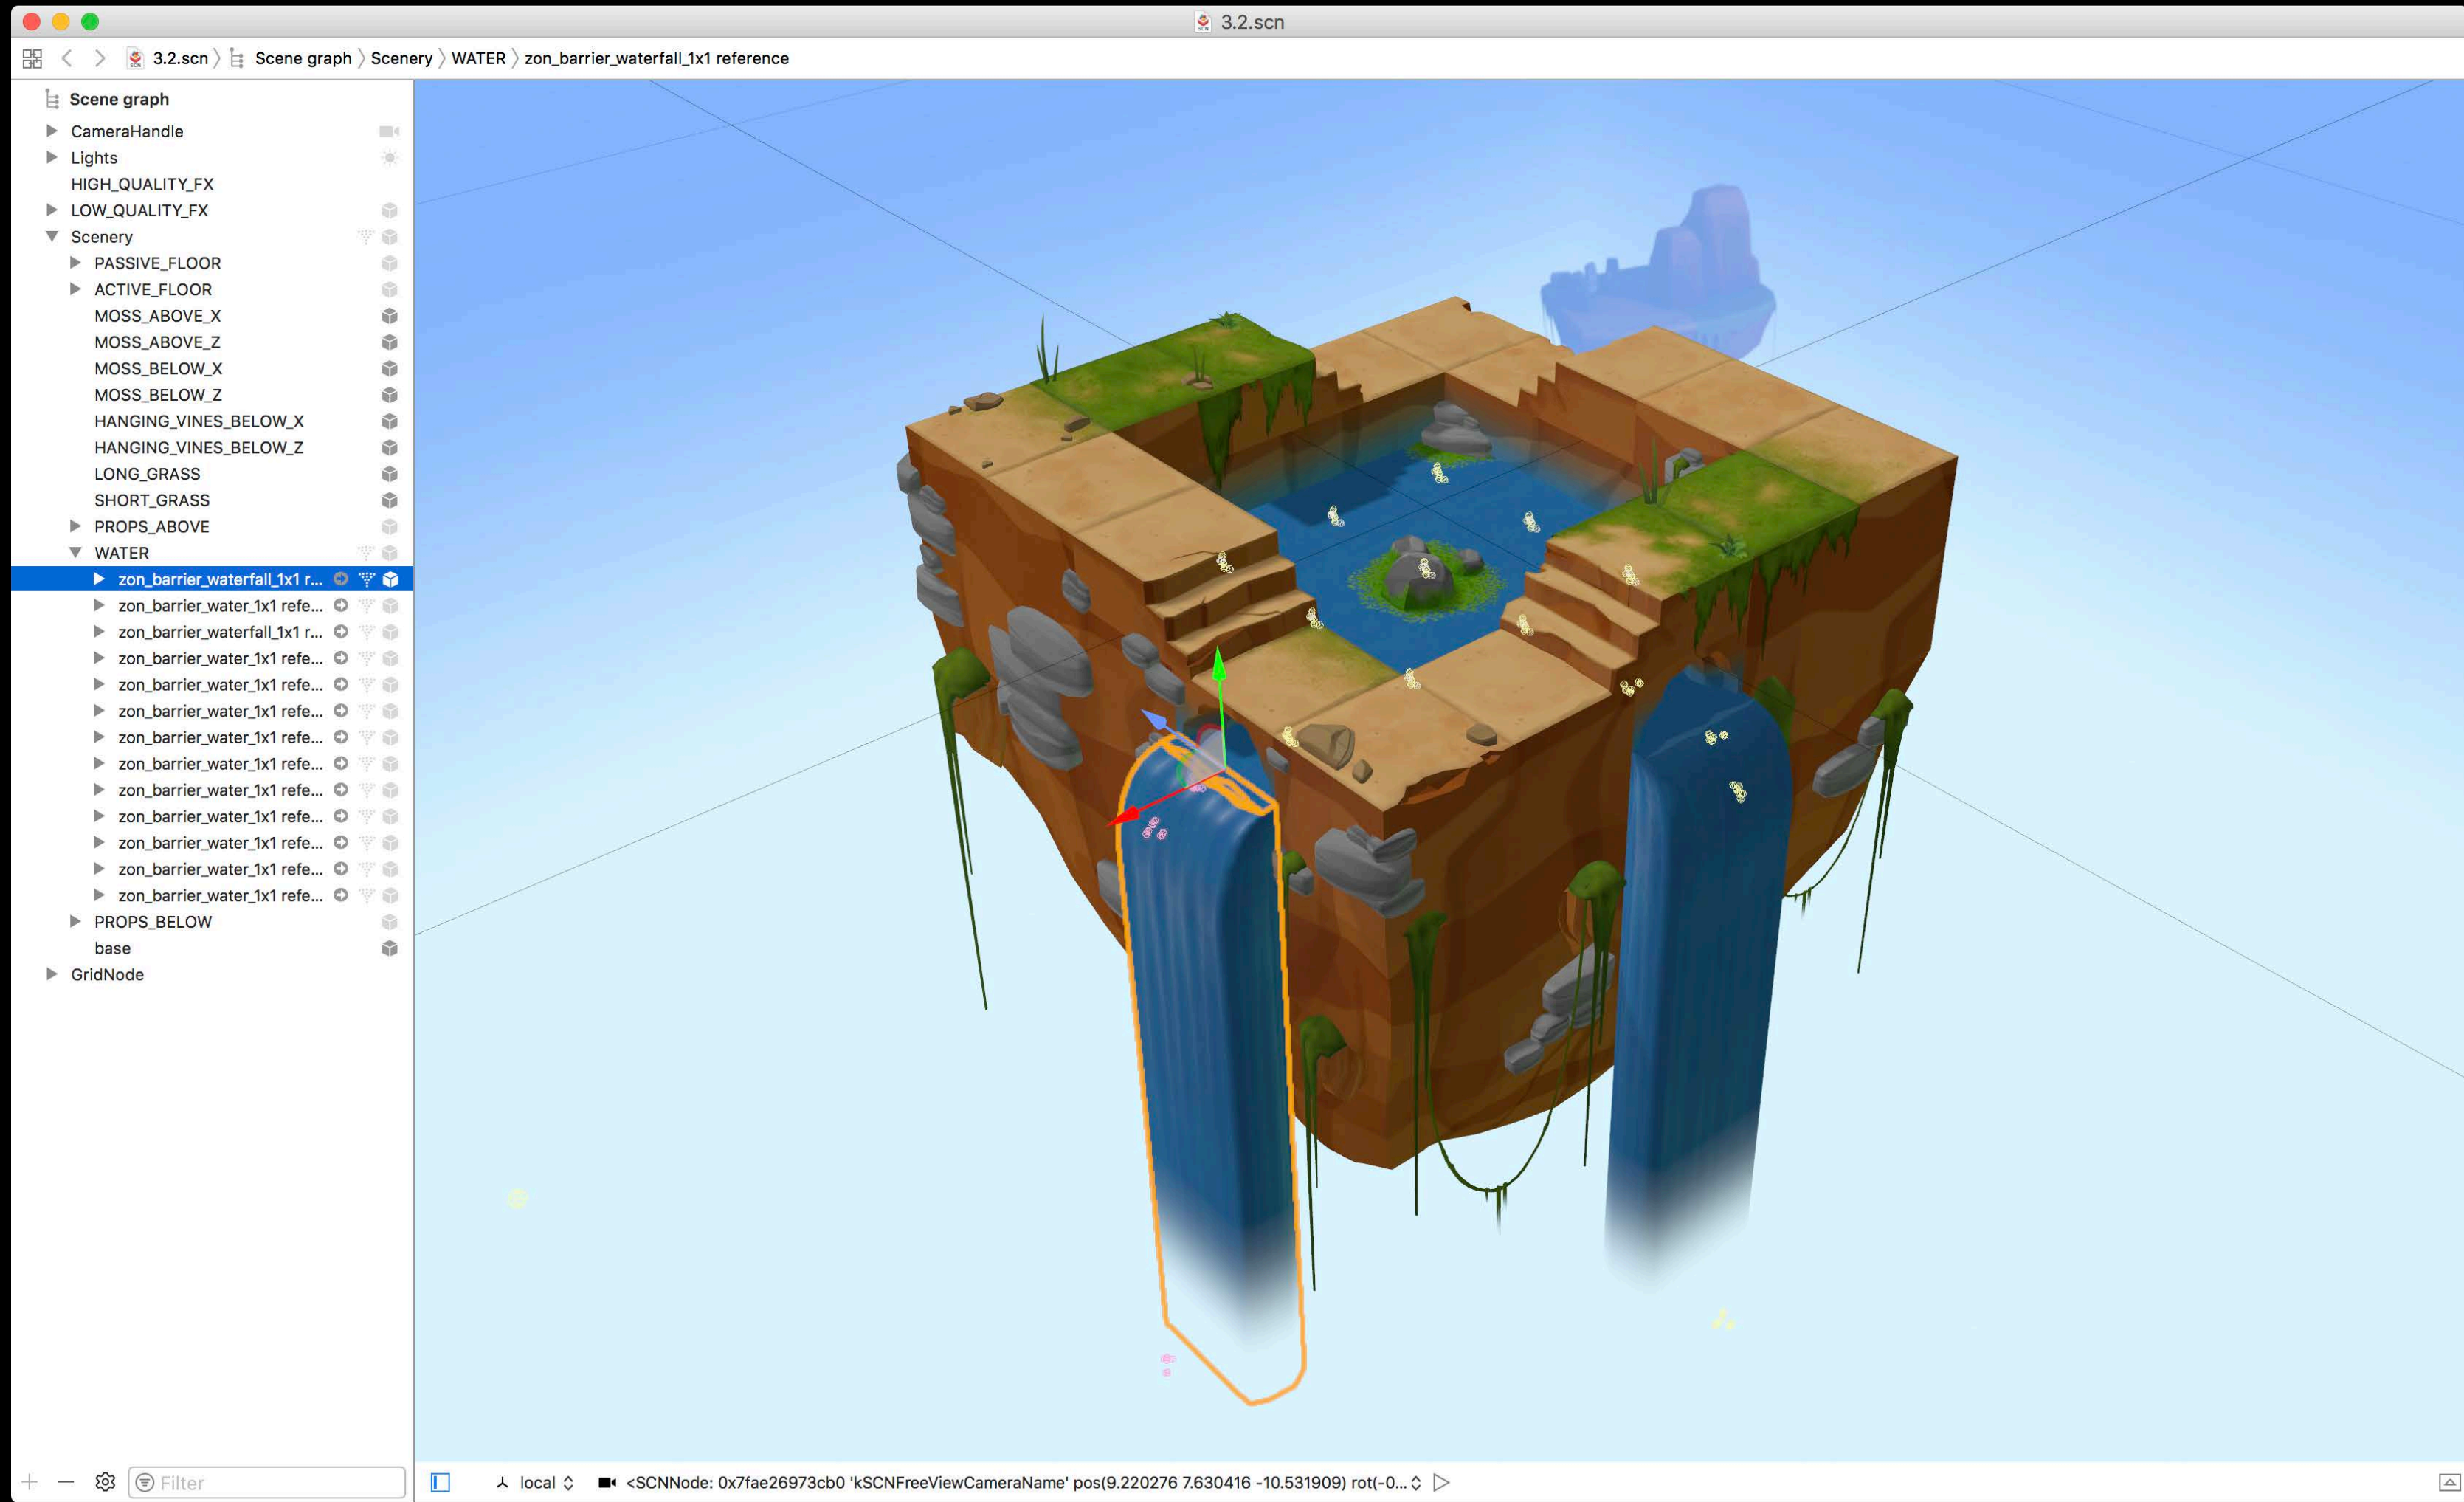 3.2.scn
3.2.scn Scene graph Scenery WATER zon_barrier_waterfall_1x1 reference
Scene graph
CameraHandle
Lights
HIGH_QUALITY_FX
LOW_QUALITY_FX
Scenery
PASSIVE_FLOOR
ACTIVE_FLOOR
MOSS_ABOVE_X
MOSS_ABOVE_Z
MOSS_BELOW_X
MOSS_BELOW_Z
HANGING_VINES_BELOW_X
HANGING_VINES_BELOW_Z
LONG_GRASS
SHORT_GRASS
PROPS_ABOVE
WATER
zon_barrier_waterfall_1x1 r...
zon_barrier_water_1x1 refe...
zon_barrier_waterfall_1x1 r...
zon_barrier_water_1x1 refe...
zon_barrier_water_1x1 refe...
zon_barrier_water_1x1 refe...
zon_barrier_water_1x1 refe...
zon_barrier_water_1x1 refe...
zon_barrier_water_1x1 refe...
zon_barrier_water_1x1 refe...
zon_barrier_water_1x1 refe...
zon_barrier_water_1x1 refe...
zon_barrier_water_1x1 refe...
PROPS_BELOW
base
GridNode
Filter
local <SCNNode: 0x7fae26973cb0 'kSCNFreeViewCameraName' pos(9.220276 7.630416 -10.531909) rot(-0...